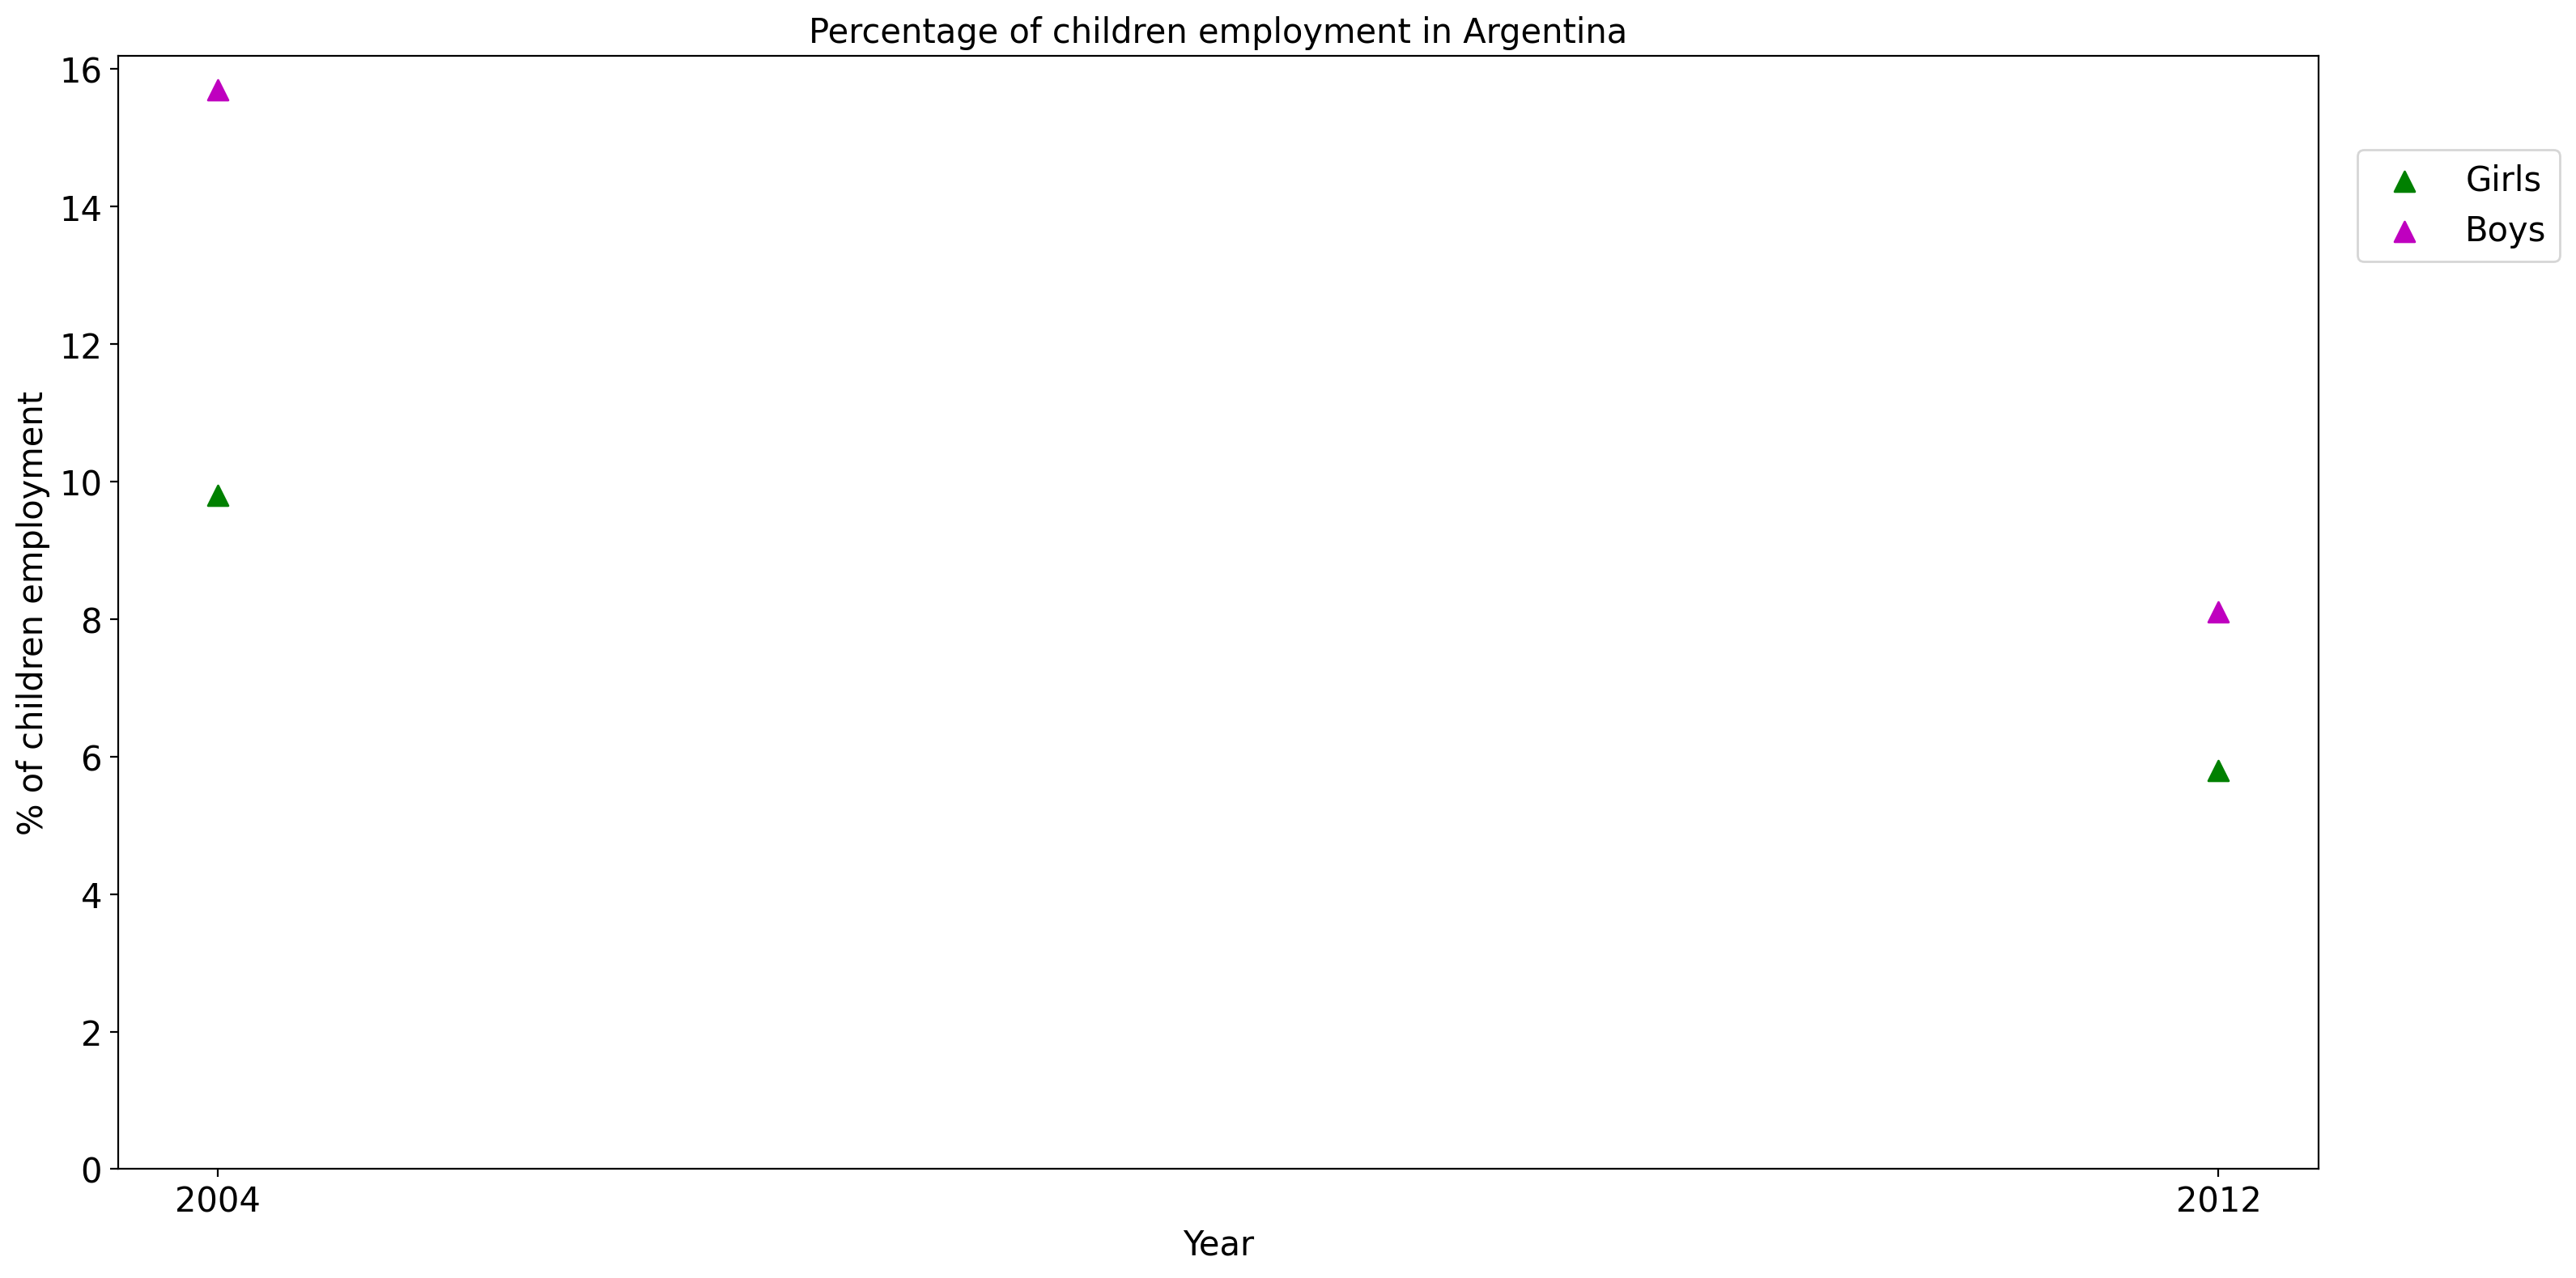 Percentage of children employment in Argentina
16
14
12
10
8
6
4
2
0
% of children employment
2004
2012
Year
Girls
Boys